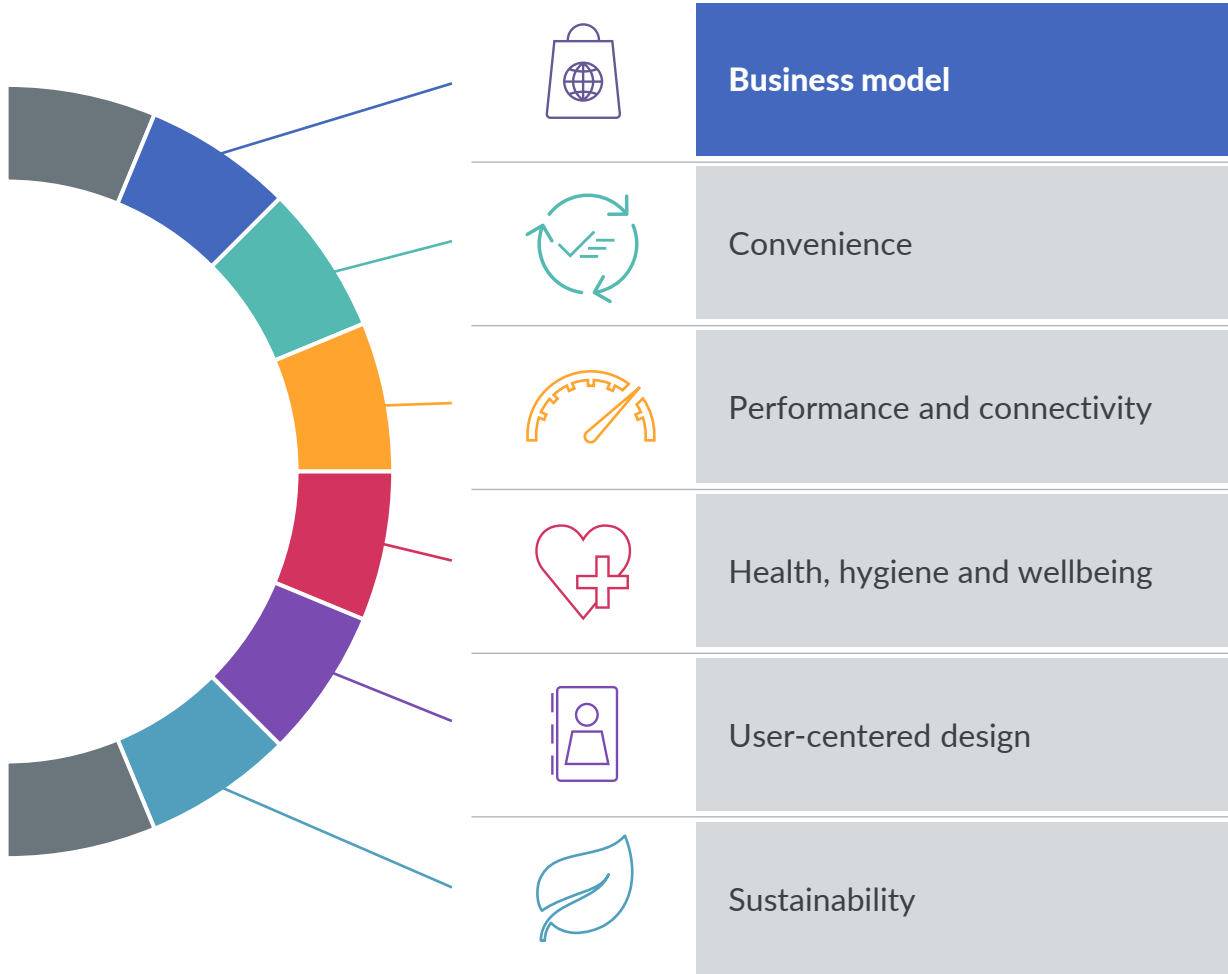 Business model
Convenience
Performance and connectivity
Health, hygiene and wellbeing
User-centered design
Sustainability